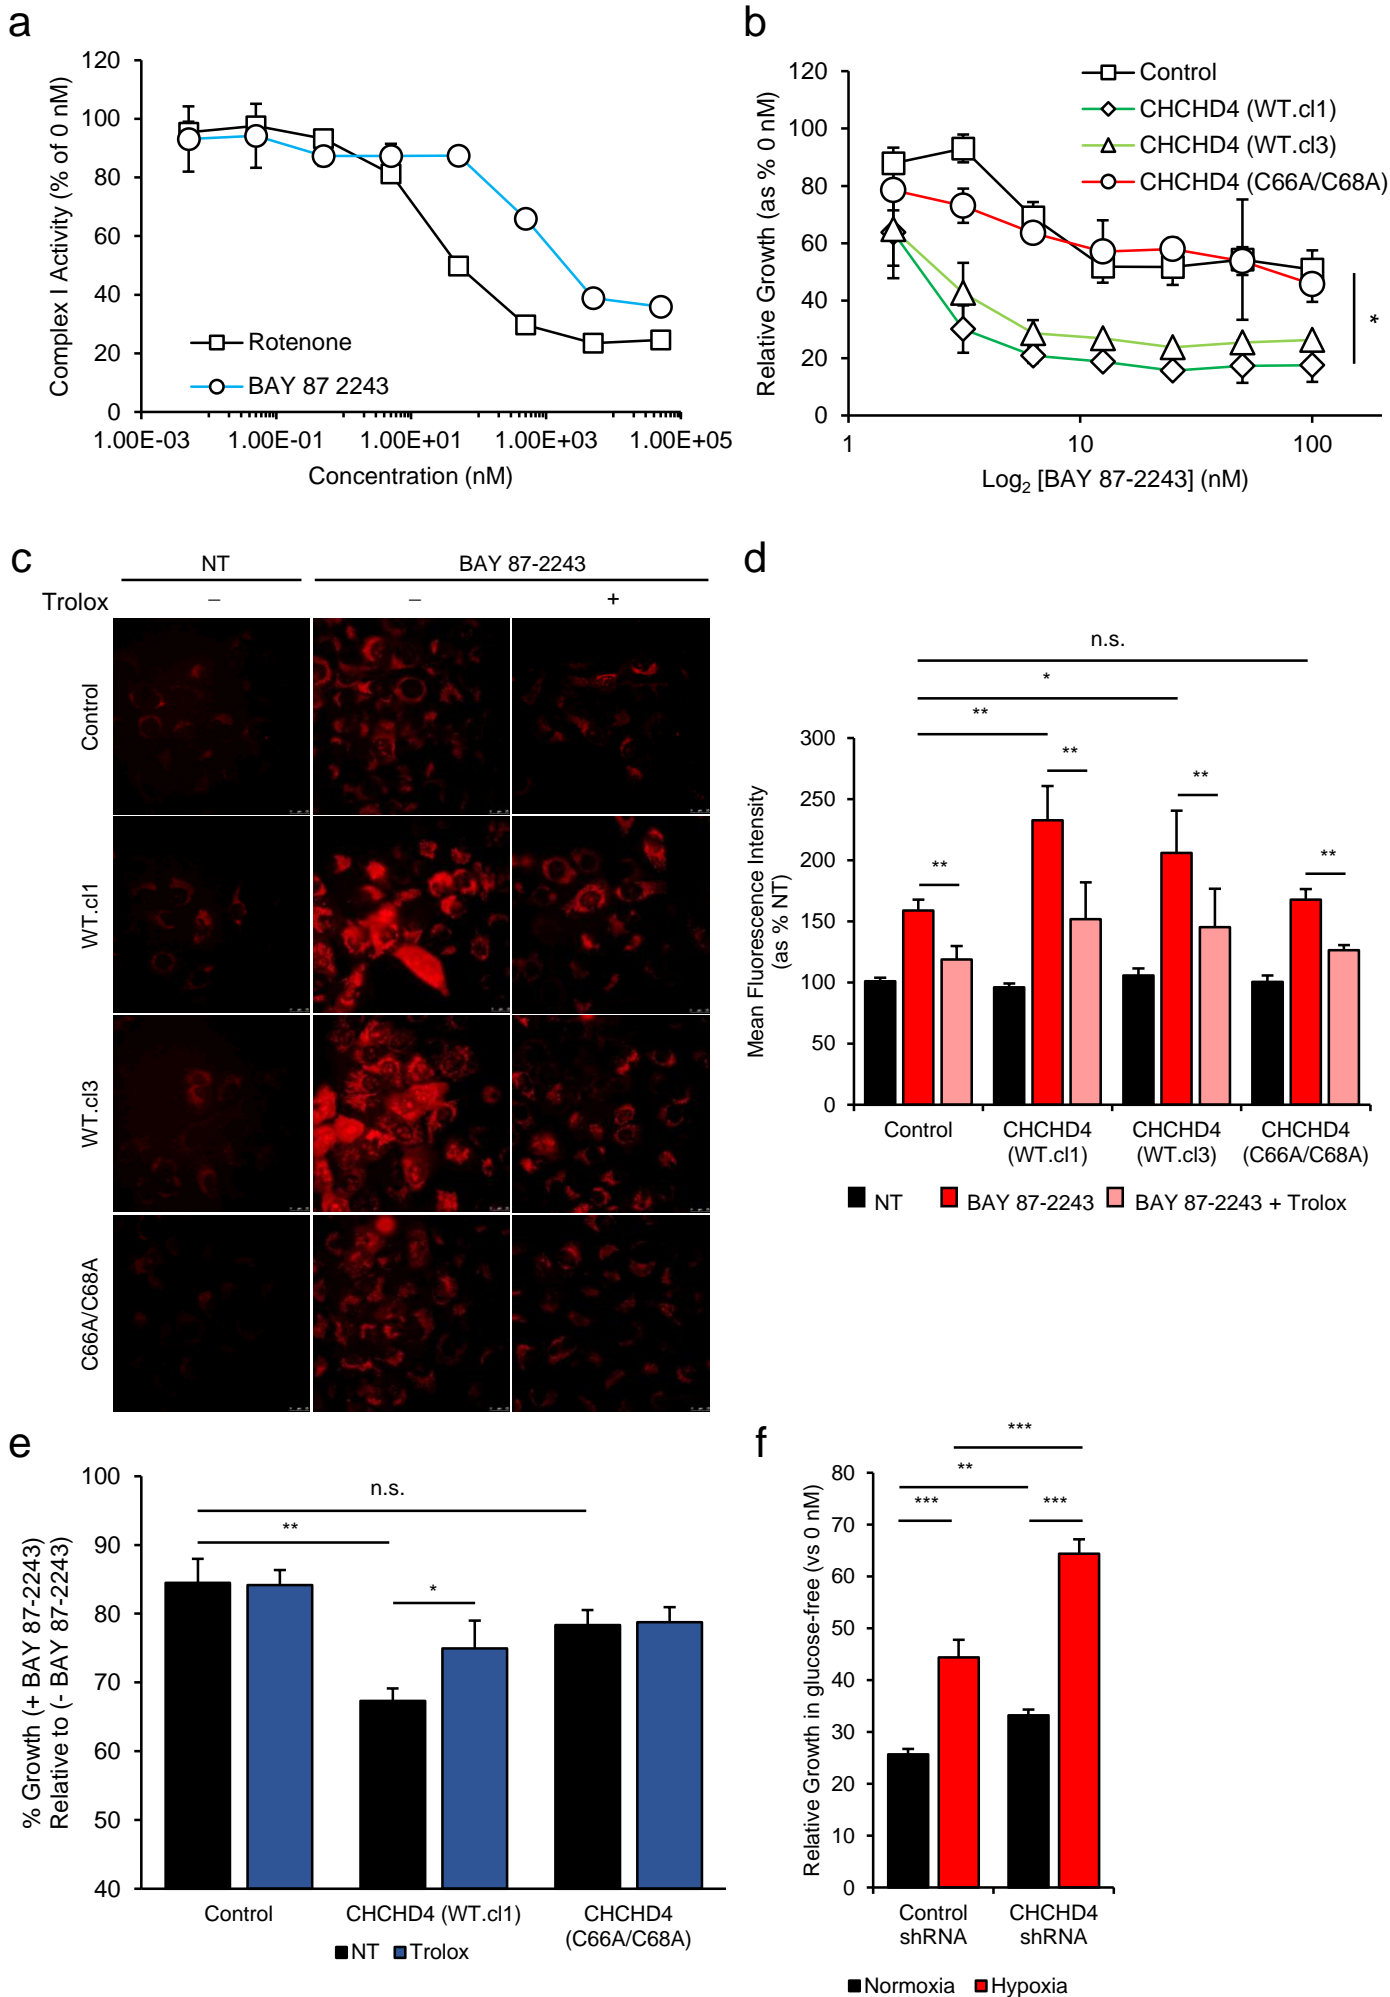 a
Complex I Activity (% of 0 nM)
120
100
80
60
40
20
0
Rotenone
BAY 87 2243
1.00E-03 1.00E-01 1.00E+01 1.00E+03 1.00E+05
Concentration (nM)
b
Relative Growth (as % 0 nM)
120
100
80
60
40
20
0
Control
CHCHD4 (WT.cl1)
CHCHD4 (WT.cl3)
CHCHD4 (C66A/C68A)
*
1 10 100
Log₂ [BAY 87-2243] (nM)
c
NT BAY 87-2243
Trolox – – +
Control
WT.cl1
WT.cl3
C66A/C68A
d
Mean Fluorescence Intensity
(as % NT)
n.s.
*
**
**
**
**
**
300
250
200
150
100
50
0
Control CHCHD4 (WT.cl1) CHCHD4 (WT.cl3) CHCHD4 (C66A/C68A)
NT BAY 87-2243 BAY 87-2243 + Trolox
e
% Growth (+ BAY 87-2243)
Relative to (- BAY 87-2243)
100
90
80
70
60
50
40
n.s.
**
*
Control CHCHD4 (WT.cl1) CHCHD4 (C66A/C68A)
NT Trolox
f
Relative Growth in glucose-free (vs 0 nM)
***
**
***
***
80
70
60
50
40
30
20
10
0
Control shRNA CHCHD4 shRNA
Normoxia Hypoxia